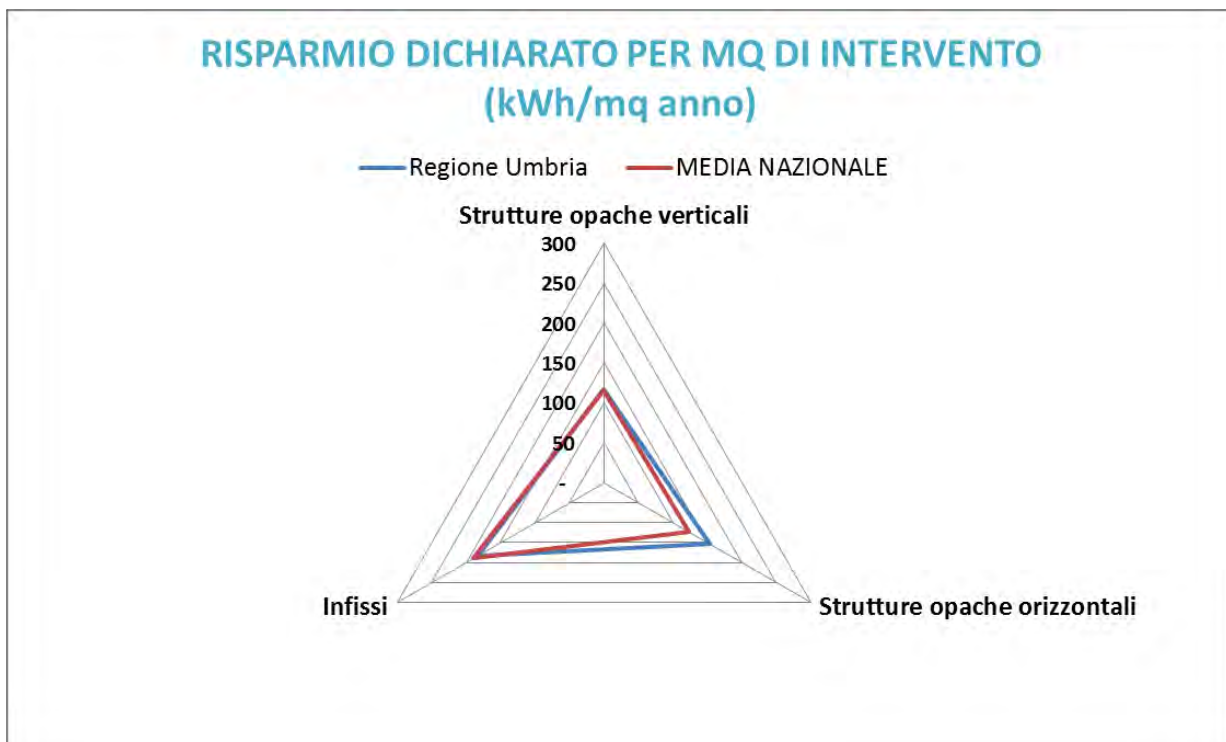 RISPARMIO DICHIARATO PER MQ DI INTERVENTO
(kWh/mq anno)
Regione Umbria MEDIA NAZIONALE
Strutture opache verticali
300
250
200
150
100
50
-
Infissi
Strutture opache orizzontali